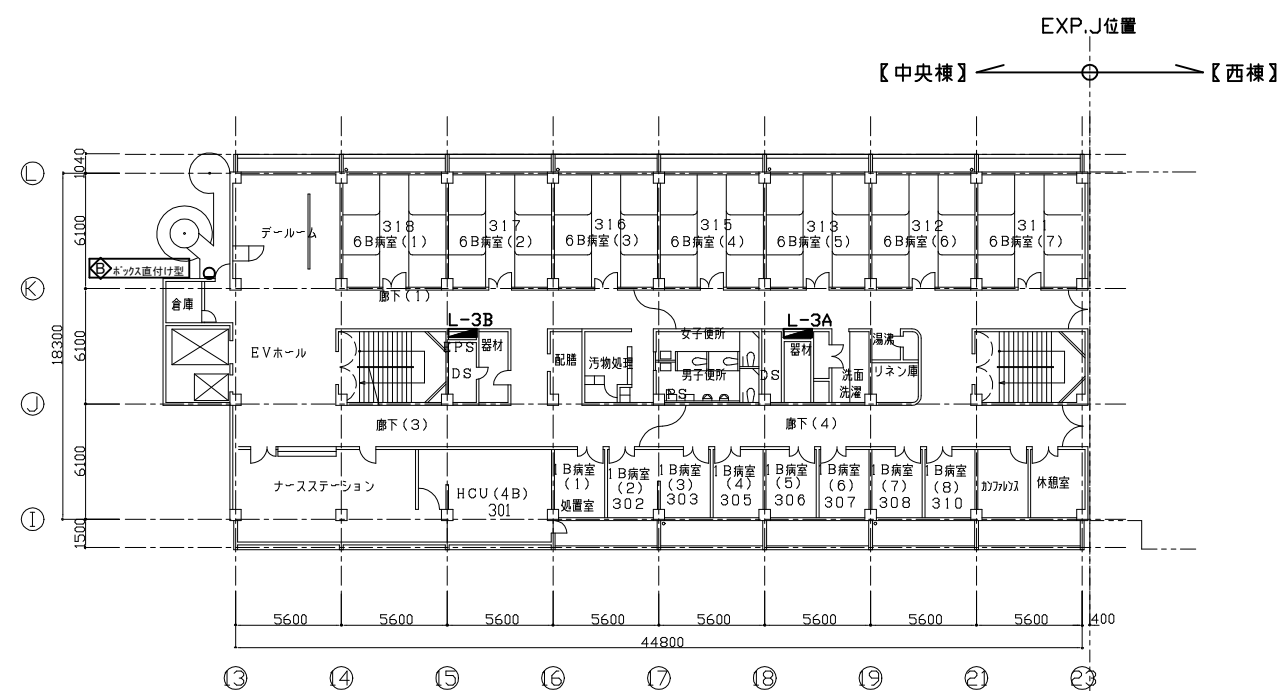 EXP.J位置
【中央棟】
【西棟】
L
K
J
I
1040
6100
6100
6100
1500
18300
デールーム
318
6B病室(1)
317
6B病室(2)
316
6B病室(3)
315
6B病室(4)
313
6B病室(5)
312
6B病室(6)
311
6B病室(7)
B
ボックス直付け型
倉庫
廊下(1)
L-3B
L-3A
EVホール
EPS
器材
DS
配膳
汚物処理
女子便所
男子便所
PS
DS
器材
洗面
洗濯
湯沸
リネン庫
廊下(3)
廊下(4)
ナースステーション
HCU(4B)
301
1B病室
(1)
処置室
1B病室
(2)
302
1B病室
(3)
303
1B病室
(4)
305
1B病室
(5)
306
1B病室
(6)
307
1B病室
(7)
308
1B病室
(8)
310
カンファレンス
休憩室
5600
5600
5600
5600
5600
5600
5600
5600
400
44800
13
14
15
16
17
18
19
21
23